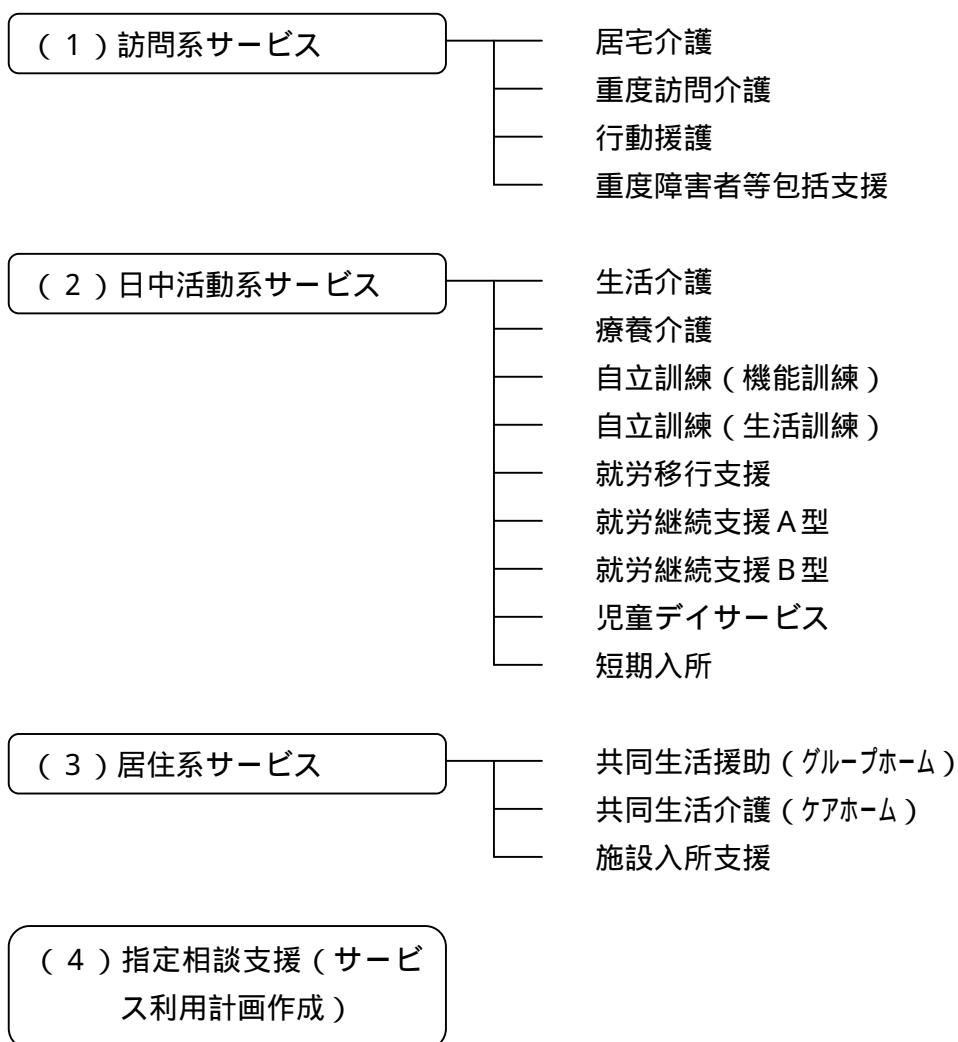 （１）訪問系サービス
居宅介護
重度訪問介護
行動援護
重度障害者等包括支援
（２）日中活動系サービス
生活介護
療養介護
自立訓練（機能訓練）
自立訓練（生活訓練）
就労移行支援
就労継続支援Ａ型
就労継続支援Ｂ型
児童デイサービス
短期入所
（３）居住系サービス
共同生活援助（ｸﾞﾙｰﾌﾟﾎｰﾑ）
共同生活介護（ｹｱﾎｰﾑ）
施設入所支援
（４）指定相談支援（サービ
ス利用計画作成）